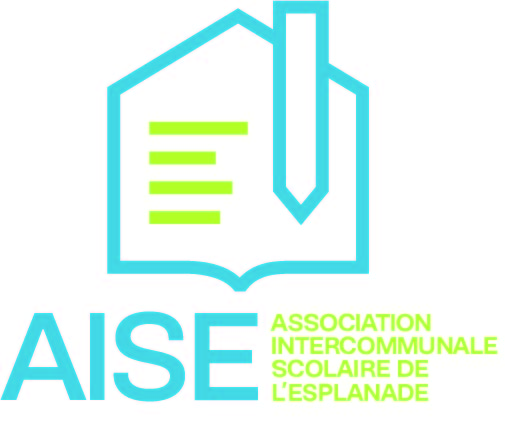 AISE
ASSOCIATION
INTERCOMMUNALE
SCOLAIRE DE
L'ESPLANADE